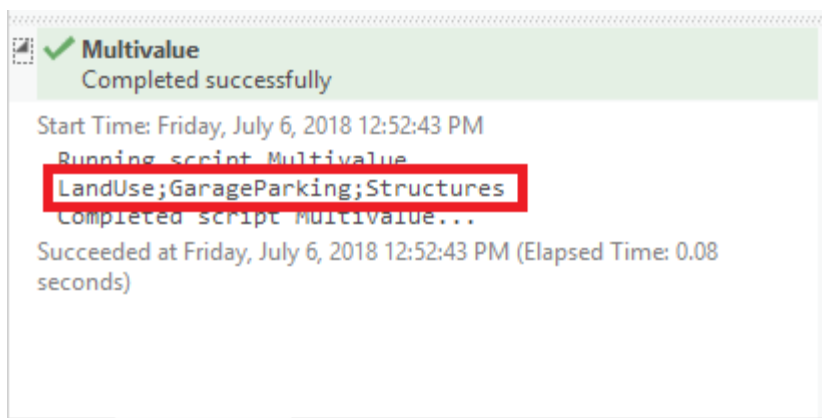 Multivalue
Completed successfully
Start Time: Friday, July 6, 2018 12:52:43 PM
Running script Multivalue
LandUse;GarageParking;Structures
Completed script Multivalue...
Succeeded at Friday, July 6, 2018 12:52:43 PM (Elapsed Time: 0.08
seconds)